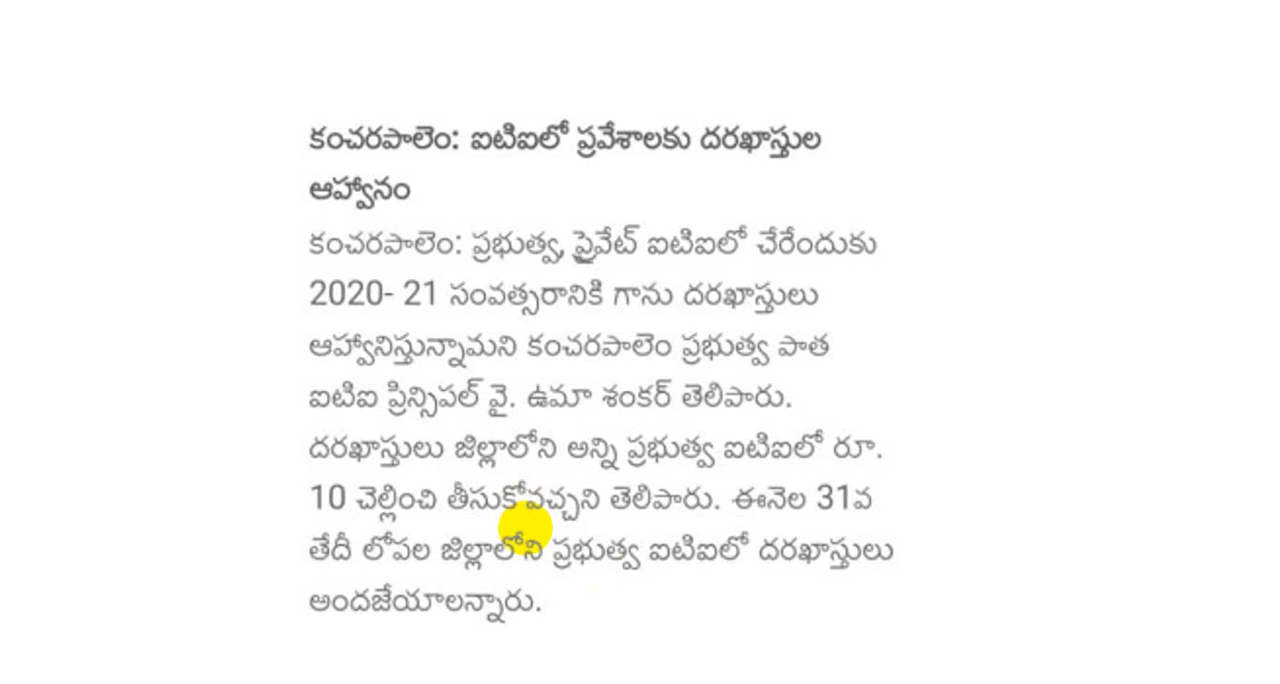 కంచరపాలెం: ఐటిఐలో ప్రవేశాలకు దరఖాస్తుల
ఆహ్వానం
కంచరపాలెం: ప్రభుత్వ, ప్రైవేట్ ఐటిఐలో చేరేందుకు
2020- 21 సంవత్సరానికి గాను దరఖాస్తులు
ఆహ్వానిస్తున్నామని కంచరపాలెం ప్రభుత్వ పాత
ఐటిఐ ప్రిన్సిపల్ వై. ఉమా శంకర్ తెలిపారు.
దరఖాస్తులు జిల్లాలోని అన్ని ప్రభుత్వ ఐటిఐలో రూ.
10 చెల్లించి తీసుకోవచ్చని తెలిపారు. ఈనెల 31వ
తేదీ లోపల జిల్లాలోని ప్రభుత్వ ఐటిఐలో దరఖాస్తులు
అందజేయాలన్నారు.